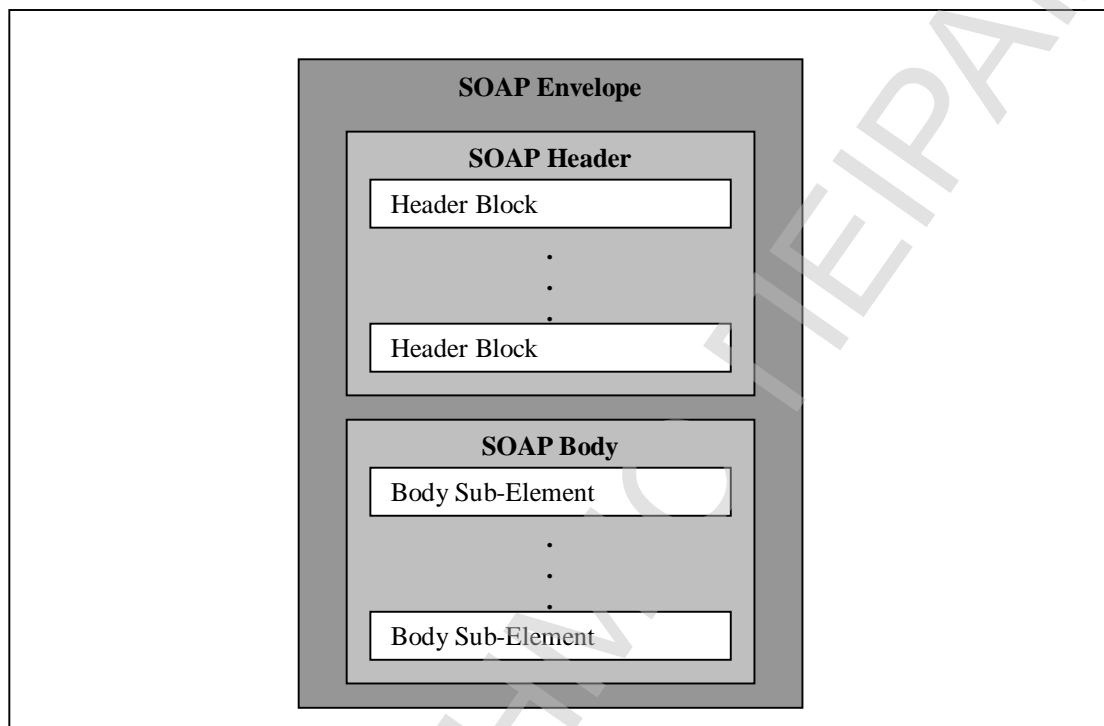 SOAP Envelope
SOAP Header
Header Block
.
.
.
Header Block
SOAP Body
Body Sub-Element
.
.
.
Body Sub-Element